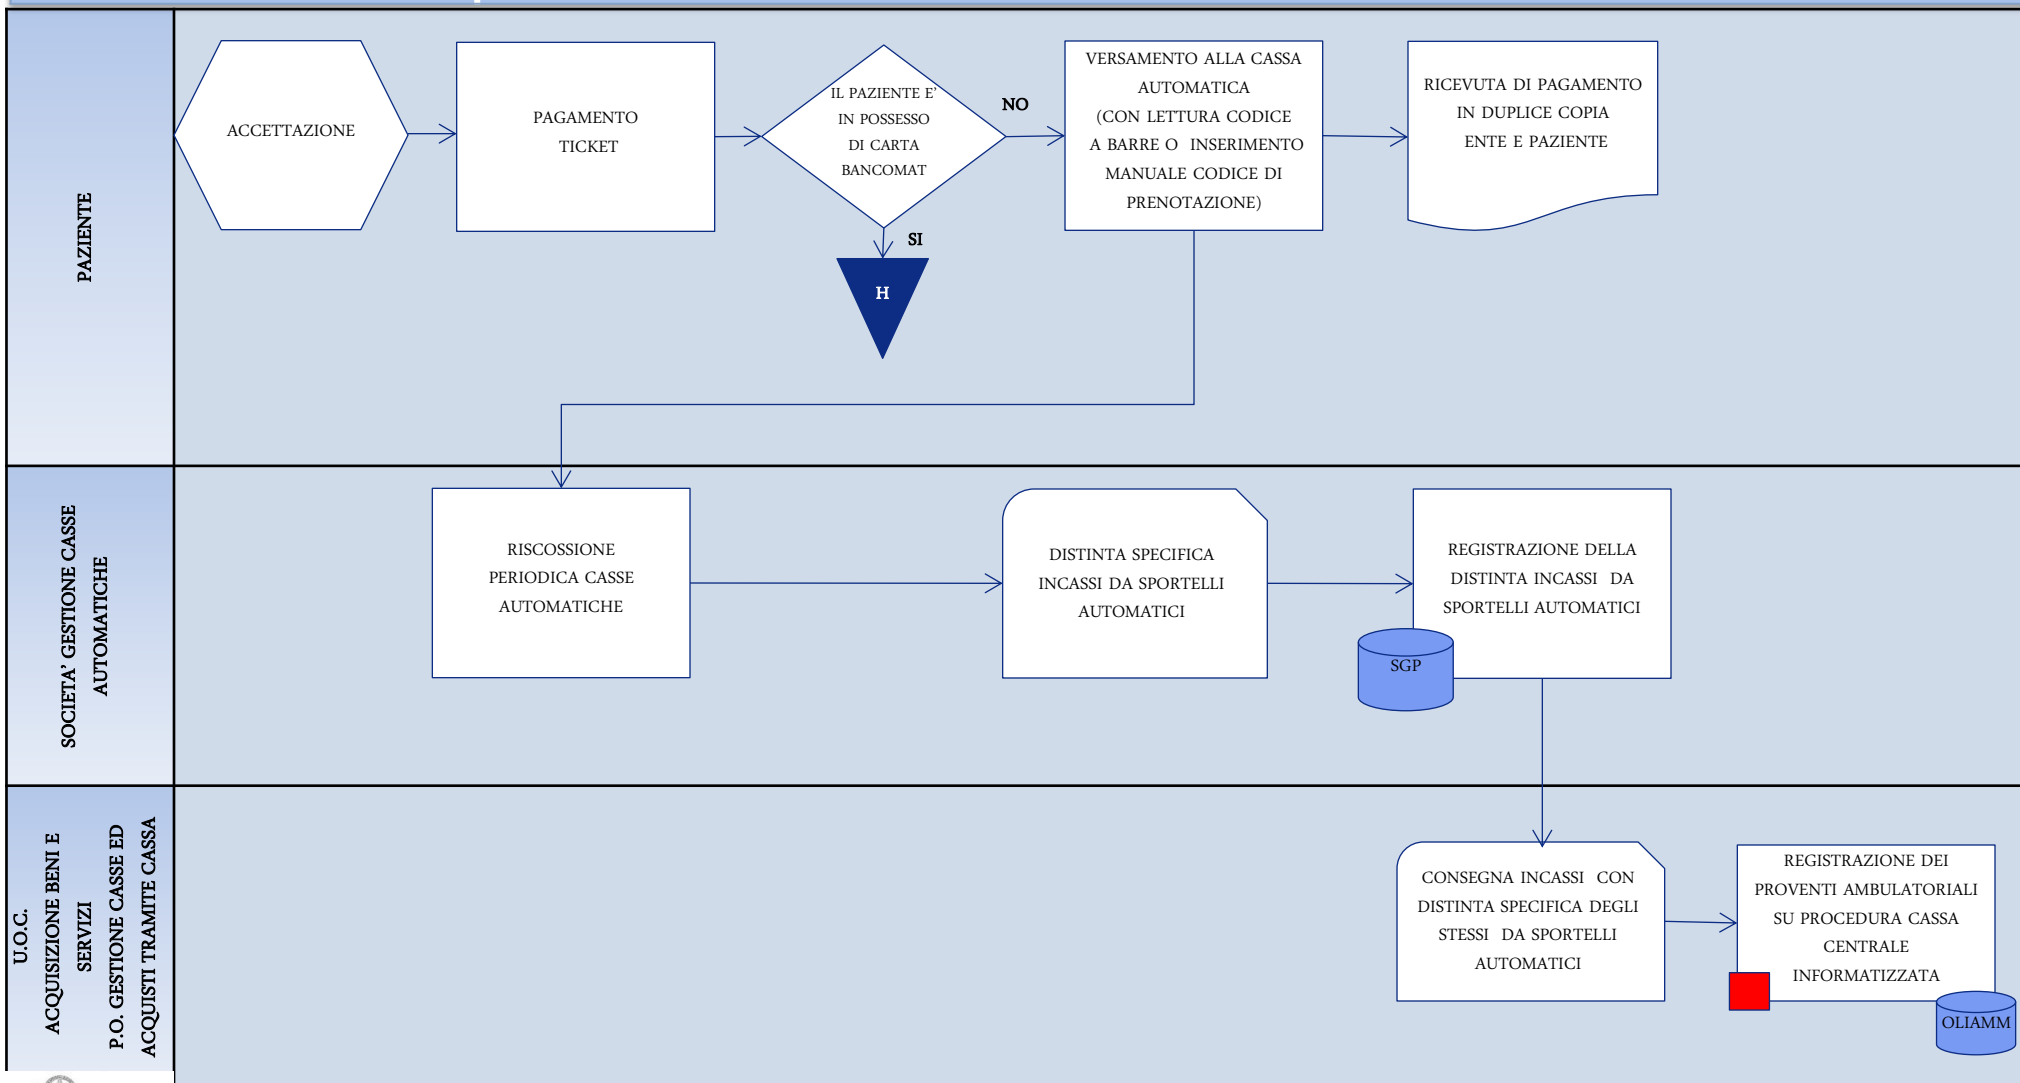 PAZIENTE
ACCETTAZIONE
PAGAMENTO
TICKET
IL PAZIENTE E'
IN POSSESSO
DI CARTA
BANCOMAT
NO
SI
H
VERSAMENTO ALLA CASSA
AUTOMATICA
(CON LETTURA CODICE
A BARRE O INSERIMENTO
MANUALE CODICE DI
PRENOTAZIONE)
RICEVUTA DI PAGAMENTO
IN DUPLICE COPIA
ENTE E PAZIENTE
SOCIETA' GESTIONE CASSE
AUTOMATICHE
RISCOSSIONE
PERIODICA CASSE
AUTOMATICHE
DISTINTA SPECIFICA
INCASSI DA SPORTELLI
AUTOMATICI
REGISTRAZIONE DELLA
DISTINTA INCASSI DA
SPORTELLI AUTOMATICI
SGP
U.O.C.
ACQUISIZIONE BENI E
SERVIZI
P.O. GESTIONE CASSE ED
ACQUISTI TRAMITE CASSA
CONSEGNA INCASSI CON
DISTINTA SPECIFICA DEGLI
STESSI DA SPORTELLI
AUTOMATICI
REGISTRAZIONE DEI
PROVENTI AMBULATORIALI
SU PROCEDURA CASSA
CENTRALE
INFORMATIZZATA
OLIAMM